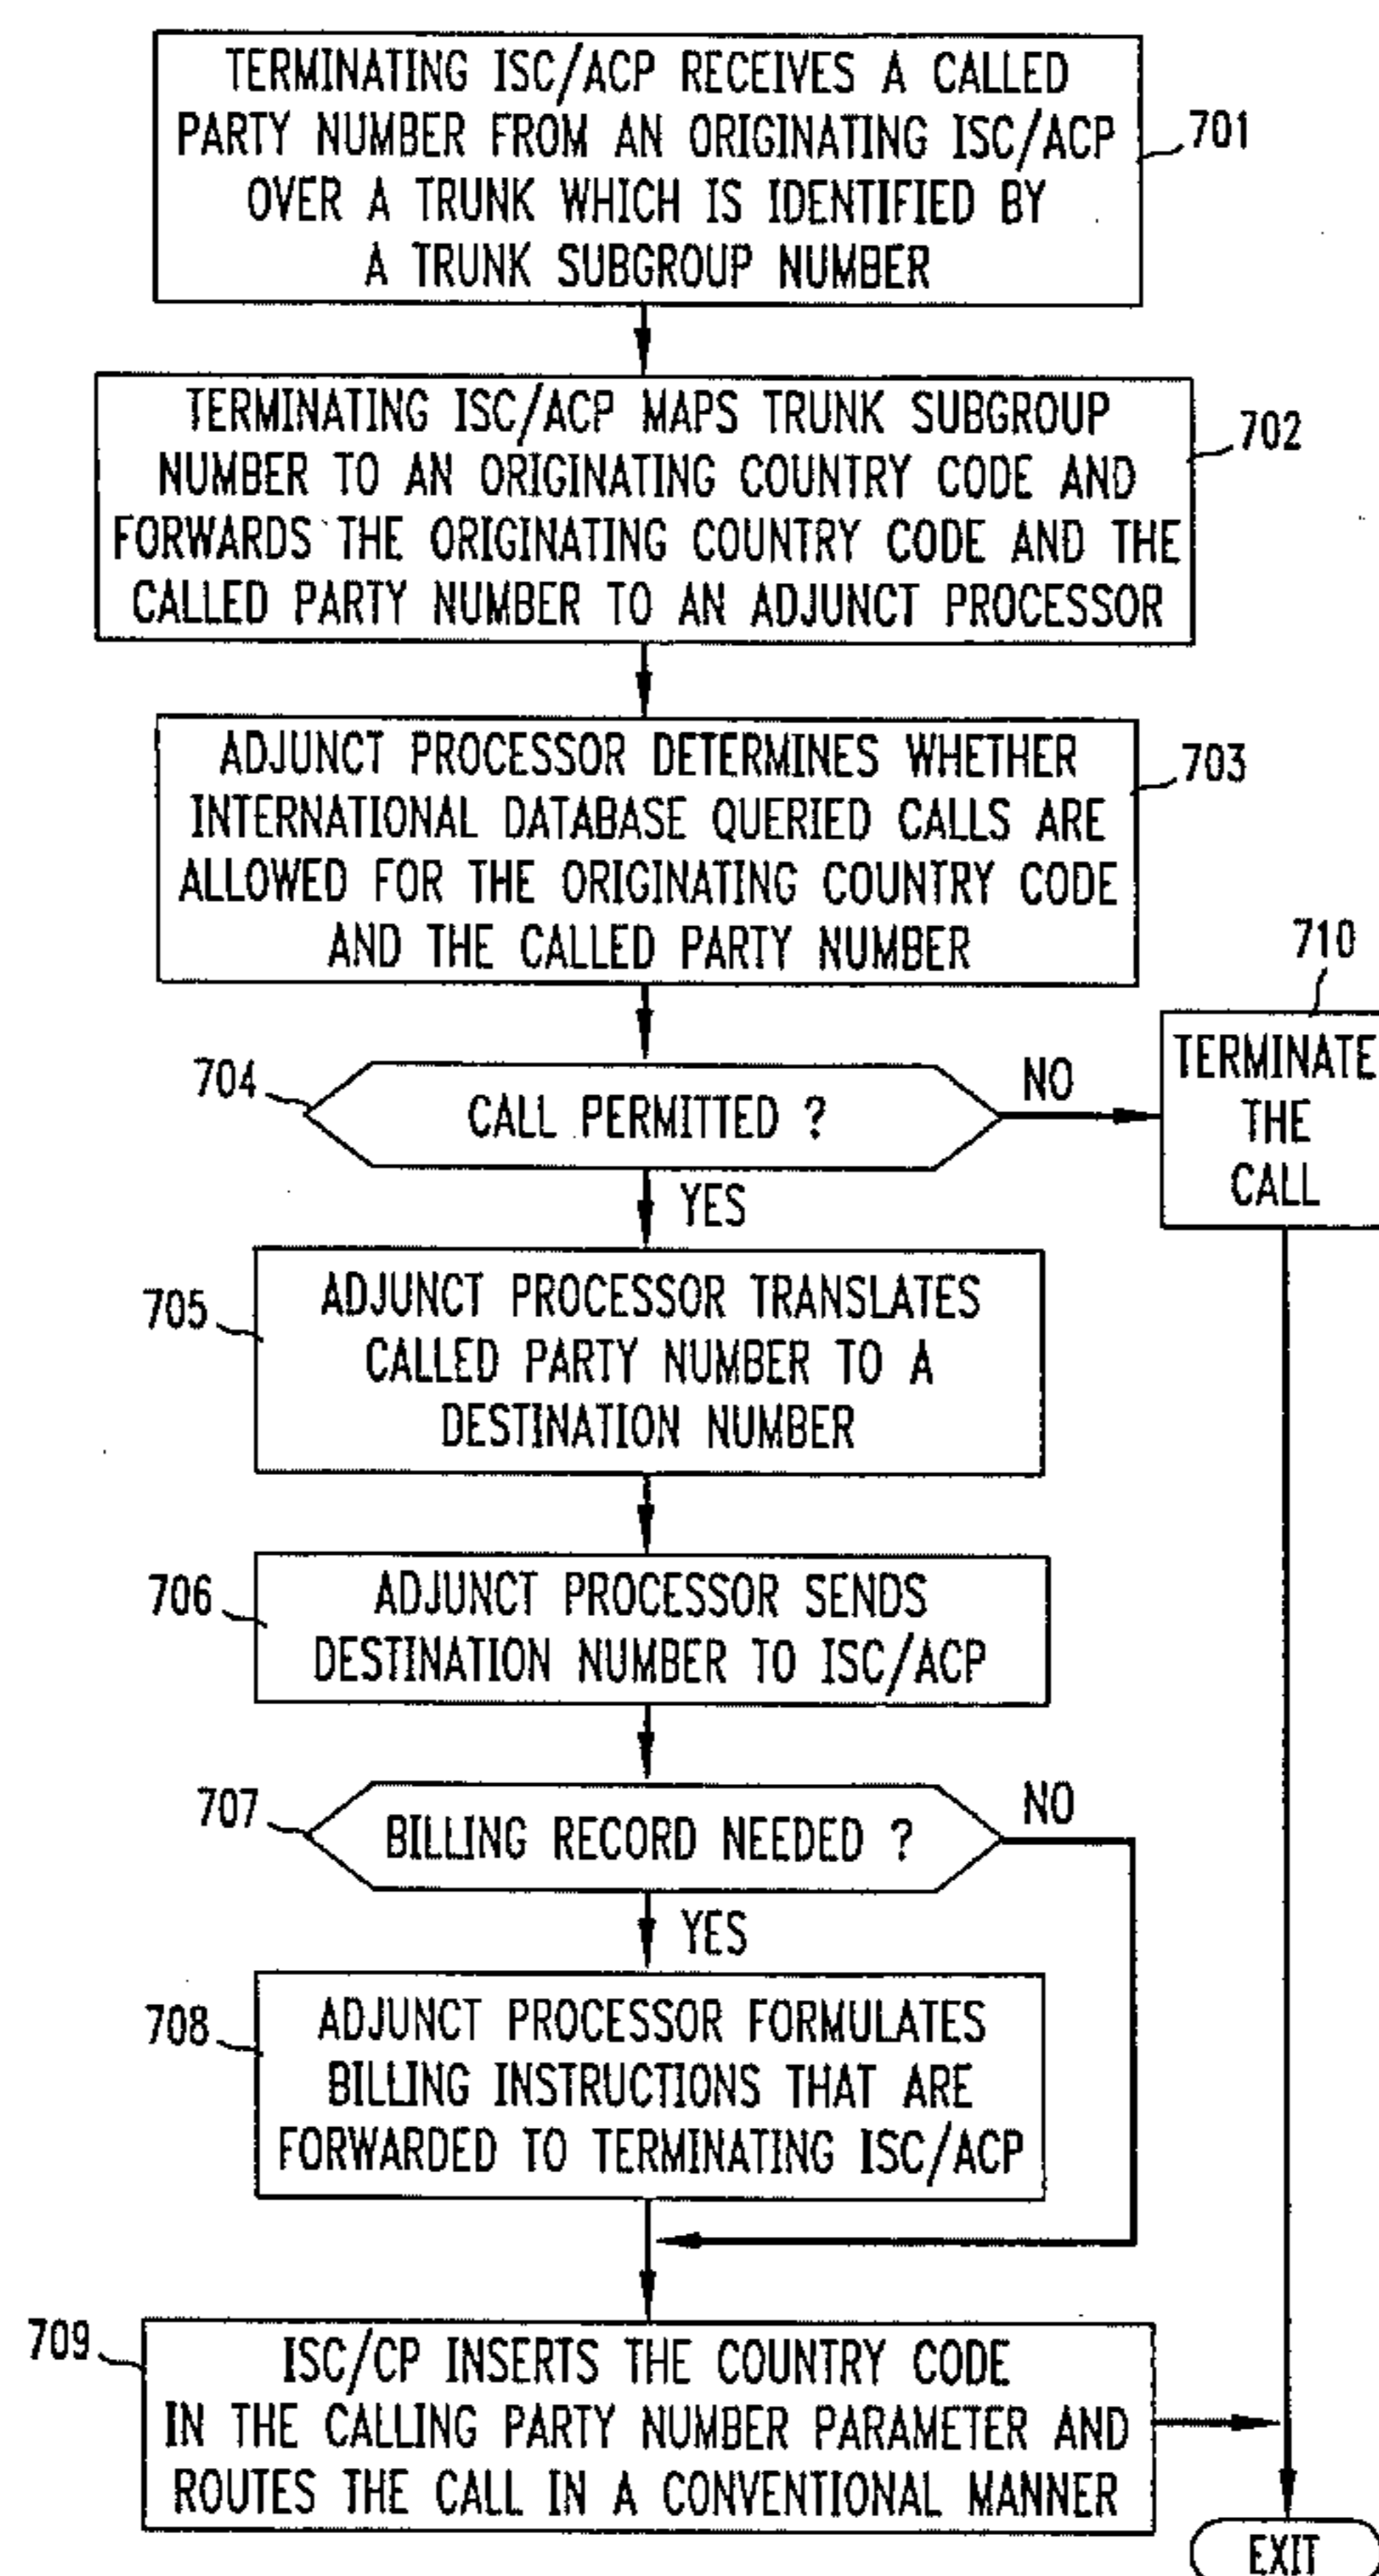 TERMINATING ISC/ACP RECEIVES A CALLED
PARTY NUMBER FROM AN ORIGINATING ISC/ACP
OVER A TRUNK WHICH IS IDENTIFIED BY
A TRUNK SUBGROUP NUMBER
701
TERMINATING ISC/ACP MAPS TRUNK SUBGROUP
NUMBER TO AN ORIGINATING COUNTRY CODE AND
FORWARDS THE ORIGINATING COUNTRY CODE AND THE
CALLED PARTY NUMBER TO AN ADJUNCT PROCESSOR
702
ADJUNCT PROCESSOR DETERMINES WHETHER
INTERNATIONAL DATABASE QUERIED CALLS ARE
ALLOWED FOR THE ORIGINATING COUNTRY CODE
AND THE CALLED PARTY NUMBER
703
704
CALL PERMITTED ?
NO
710
TERMINATE
THE
CALL
YES
705
ADJUNCT PROCESSOR TRANSLATES
CALLED PARTY NUMBER TO A
DESTINATION NUMBER
706
ADJUNCT PROCESSOR SENDS
DESTINATION NUMBER TO ISC/ACP
707
BILLING RECORD NEEDED ?
NO
YES
708
ADJUNCT PROCESSOR FORMULATES
BILLING INSTRUCTIONS THAT ARE
FORWARDED TO TERMINATING ISC/ACP
709
ISC/CP INSERTS THE COUNTRY CODE
IN THE CALLING PARTY NUMBER PARAMETER AND
ROUTES THE CALL IN A CONVENTIONAL MANNER
EXIT